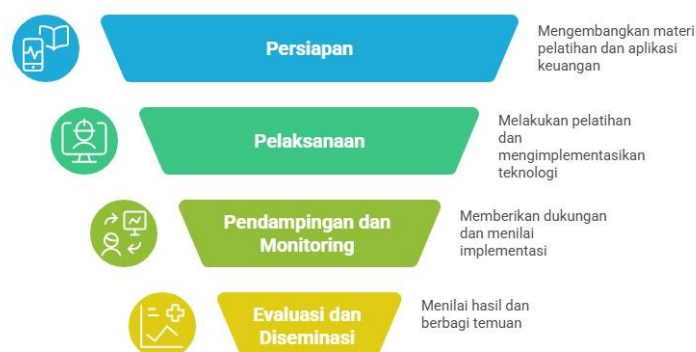 Persiapan
Mengembangkan materi
pelatihan dan aplikasi
keuangan
Pelaksanaan
Melakukan pelatihan
dan
mengimplementasikan
teknologi
Pendampingan dan
Monitoring
Memberikan dukungan
dan menilai
implementasi
Evaluasi dan
Diseminasi
Menilai hasil dan
berbagi temuan